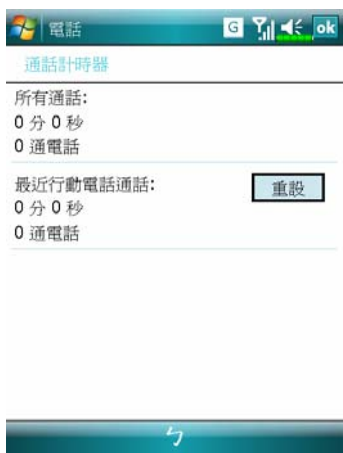 電話 G ok
通話計時器
所有通話:
0 分 0 秒
0 通電話
最近行動電話通話: 重設
0 分 0 秒
0 通電話
ㄅ